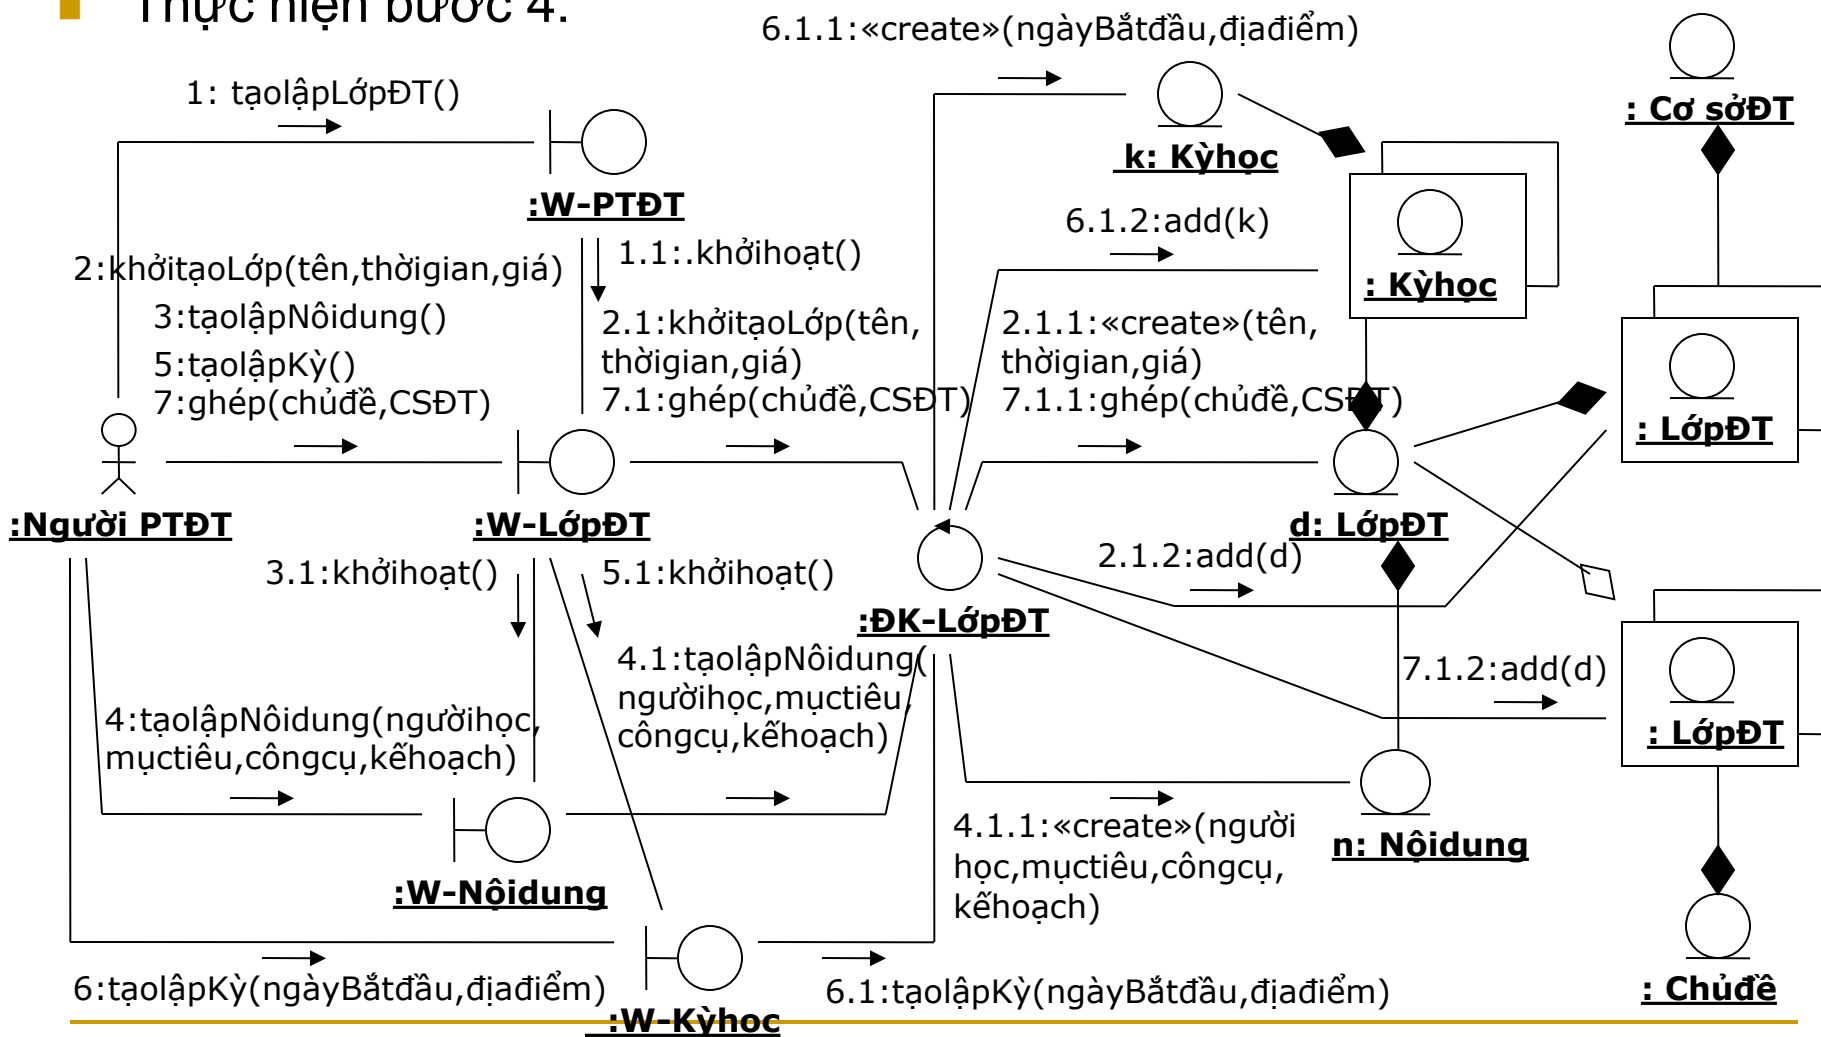 Thực hiện bước 4:
6.1.1:«create»(ngàyBắtđầu,địađiểm)
1: tạolậpLớpĐT()
: Cơ sởĐT
k: Kỳhọc
:W-PTĐT
6.1.2:add(k)
1.1:.khởihoạt()
2:khởitạoLớp(tên,thờigian,giá)
: Kỳhọc
3:tạolậpNôidung()
5:tạolậpKỳ()
7:ghép(chủđề,CSĐT)
2.1:khởitạoLớp(tên,
thờigian,giá)
7.1:ghép(chủđề,CSĐT)
2.1.1:«create»(tên,
thờigian,giá)
7.1.1:ghép(chủđề,CSĐT)
: LớpĐT
:Người PTĐT
:W-LớpĐT
d: LớpĐT
3.1:khởihoạt()
5.1:khởihoạt()
2.1.2:add(d)
:ĐK-LớpĐT
4.1:tạolậpNôidung(
ngườihọc,mụctiêu,
côngcụ,kếhoạch)
7.1.2:add(d)
4:tạolậpNôidung(ngườihọc,
mụctiêu,côngcụ,kếhoạch)
: LớpĐT
4.1.1:«create»(người
học,mụctiêu,côngcụ,
kếhoạch)
n: Nộidung
:W-Nộidung
6:tạolậpKỳ(ngàyBắtđầu,địađiểm)
6.1:tạolậpKỳ(ngàyBắtđầu,địađiểm)
: Chủđề
:W-Kỳhọc